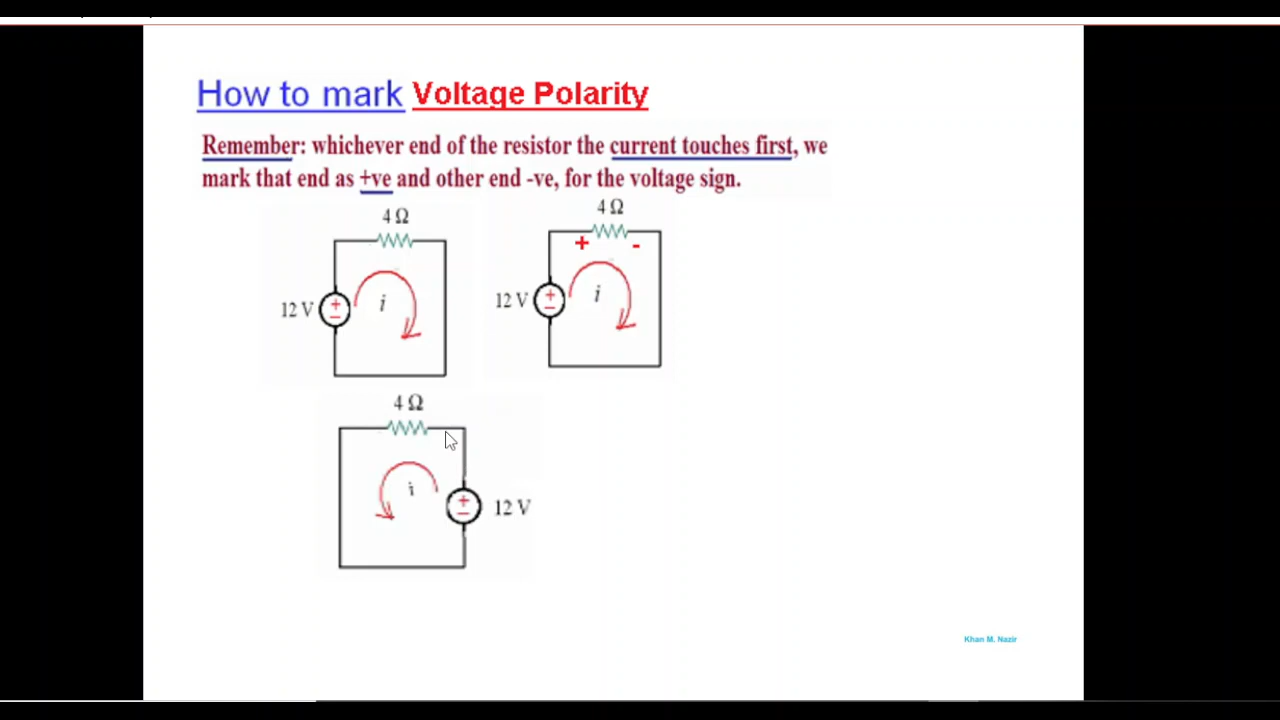 How to mark Voltage Polarity
Remember: whichever end of the resistor the current touches first, we
mark that end as +ve and other end -ve, for the voltage sign.
4 Ω
12 V
+
−
i
4 Ω
+ -
12 V
+
−
i
4 Ω
i
+
−
12 V
Khan M. Nazir